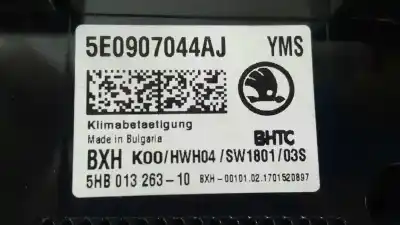 5E0907044AJ YMS
Klimabetaetigung
Made in Bulgaria
BHTC
BXH K00/HWH04/SW1801/03S
5HB 013 263-10 BXH-00101.02.1701520897